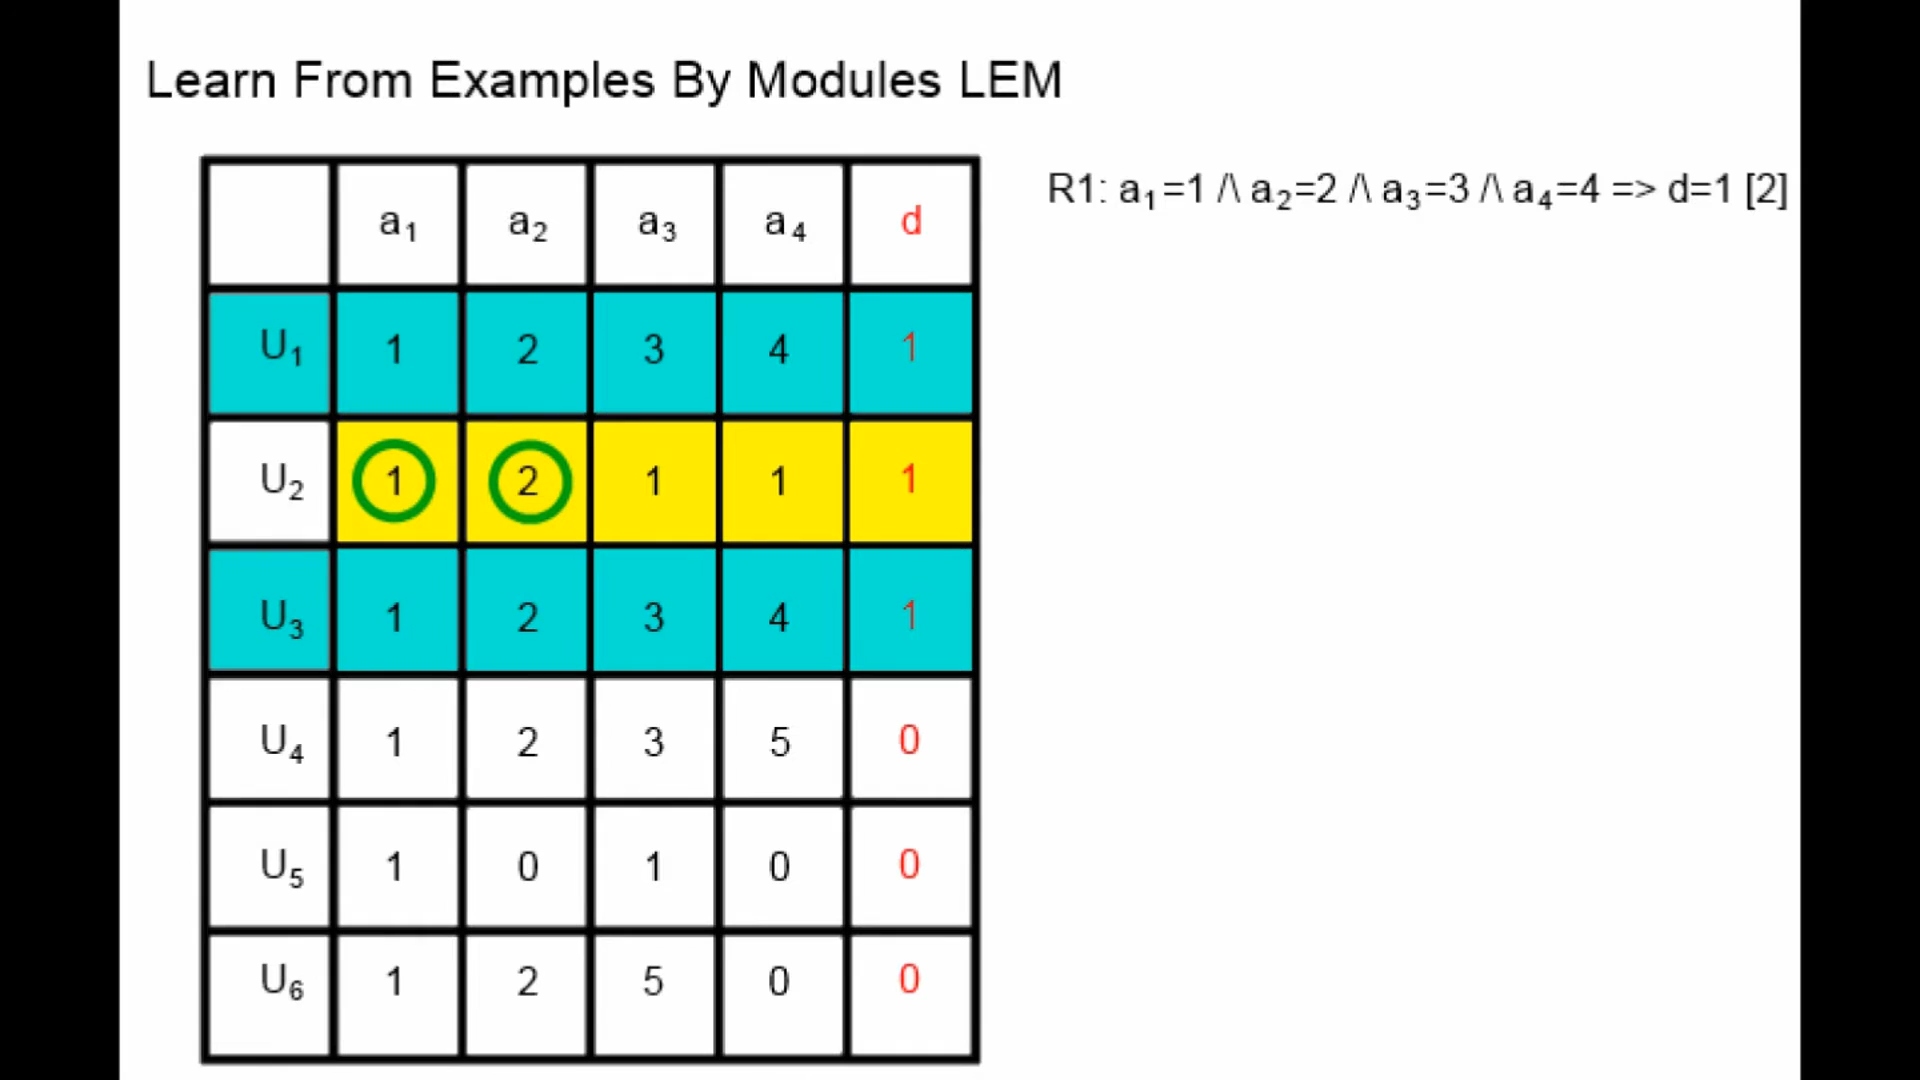 Learn From Examples By Modules LEM
a₁ a₂ a₃ a₄ d
U₁ 1 2 3 4 1
U₂ 1 2 1 1 1
U₃ 1 2 3 4 1
U₄ 1 2 3 5 0
U₅ 1 0 1 0 0
U₆ 1 2 5 0 0
R1: a₁=1 /\ a₂=2 /\ a₃=3 /\ a₄=4 => d=1 [2]